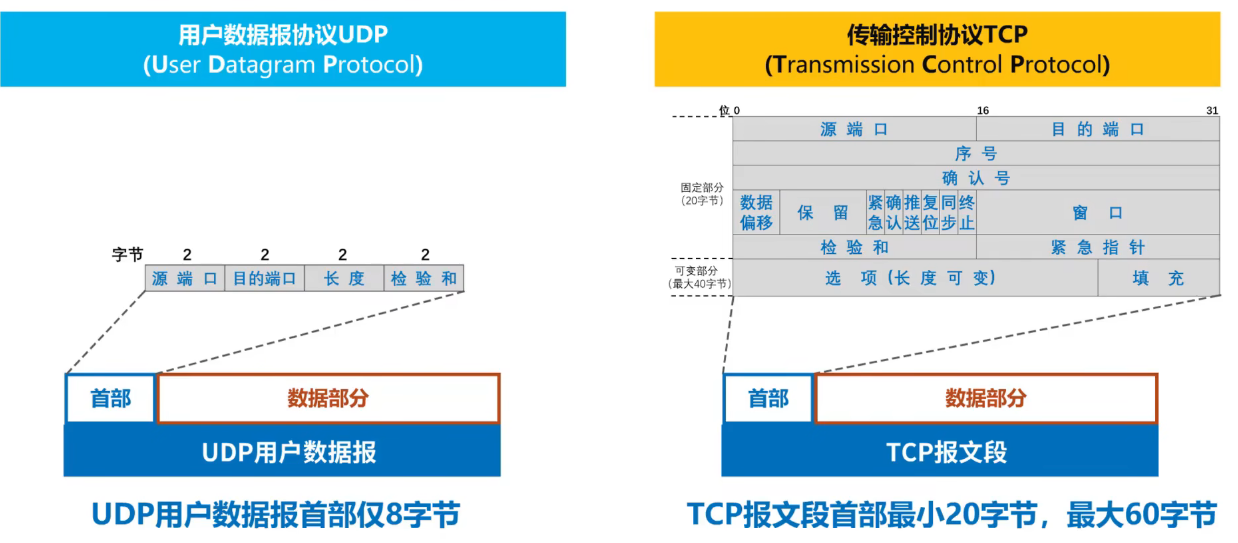 用户数据报协议UDP
(User Datagram Protocol)
字节 2 2 2 2
源端口 目的端口 长度 检验和
首部 数据部分
UDP用户数据报
UDP用户数据报首部仅8字节
传输控制协议TCP
(Transmission Control Protocol)
位 0 16 31
源端口 目的端口
序号
确认号
固定部分
(20字节)
数据偏移 保留 紧急 确认 推送 复位 同步 终止 窗口
检验和 紧急指针
可变部分
(最大40字节)
选项(长度可变) 填充
首部 数据部分
TCP报文段
TCP报文段首部最小20字节，最大60字节